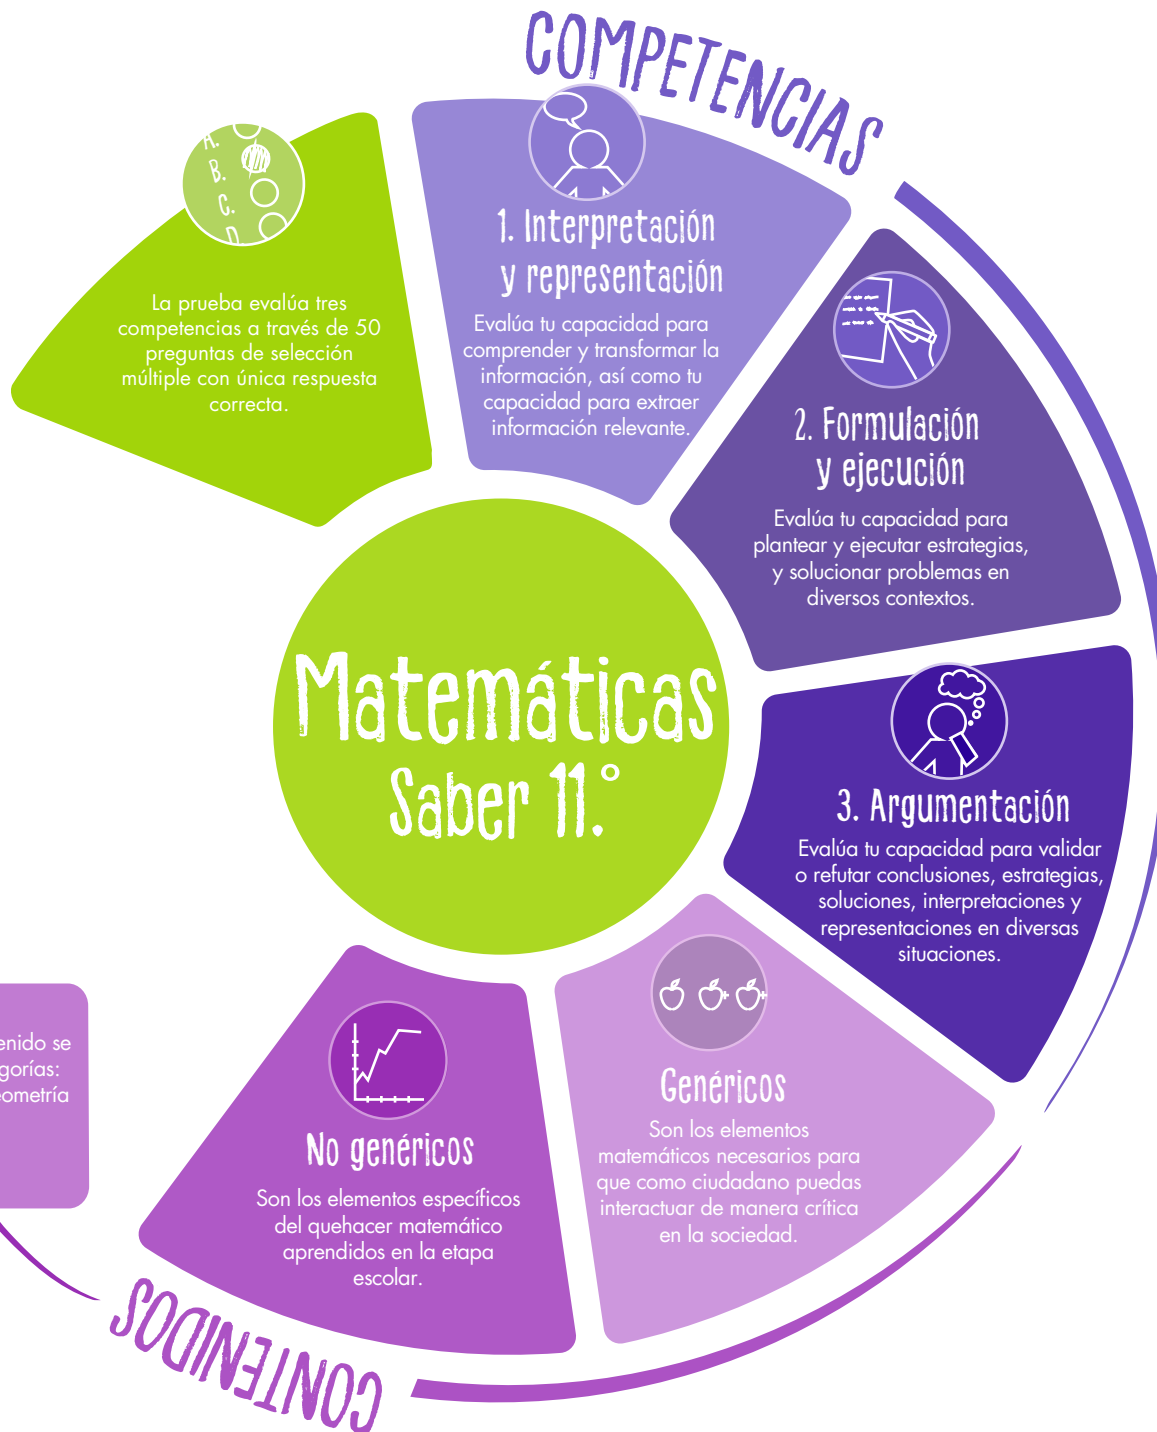 COMPETENCIAS
A.
B.
C.
D
La prueba evalúa tres
competencias a través de 50
preguntas de selección
múltiple con única respuesta
correcta.
1. Interpretación
y representación
Evalúa tu capacidad para
comprender y transformar la
información, así como tu
capacidad para extraer
información relevante.
2. Formulación
y ejecución
Evalúa tu capacidad para
plantear y ejecutar estrategias,
y solucionar problemas en
diversos contextos.
Matemáticas
Saber 11.°
3. Argumentación
Evalúa tu capacidad para validar
o refutar conclusiones, estrategias,
soluciones, interpretaciones y
representaciones en diversas
situaciones.
Genéricos
Son los elementos
matemáticos necesarios para
que como ciudadano puedas
interactuar de manera crítica
en la sociedad.
No genéricos
Son los elementos específicos
del quehacer matemático
aprendidos en la etapa
escolar.
enido se
gorías:
ometría
CONTENIDOS